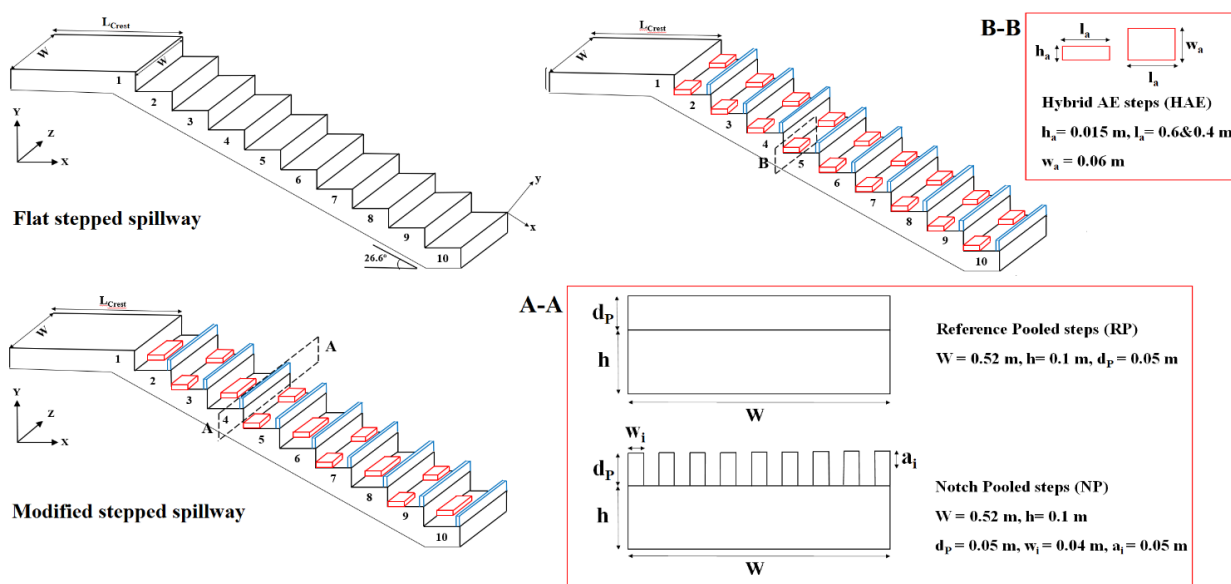 L_Crest
W
W
1
2
3
4
5
6
7
8
9
10
Y
Z
X
y
x
26.6°
Flat stepped spillway
L_Crest
W
1
2
3
4
5
6
7
8
9
10
B
B-B
l_a
h_a
w_a
l_a
Hybrid AE steps (HAE)
h_a= 0.015 m, l_a= 0.6&0.4 m
w_a = 0.06 m
L_Crest
W
1
2
3
4
5
6
7
8
9
10
A
A
Y
Z
X
Modified stepped spillway
A-A
d_P
h
W
Reference Pooled steps (RP)
W = 0.52 m, h= 0.1 m, d_P = 0.05 m
w_i
d_P
a_i
h
W
Notch Pooled steps (NP)
W = 0.52 m, h= 0.1 m
d_P = 0.05 m, w_i = 0.04 m, a_i = 0.05 m